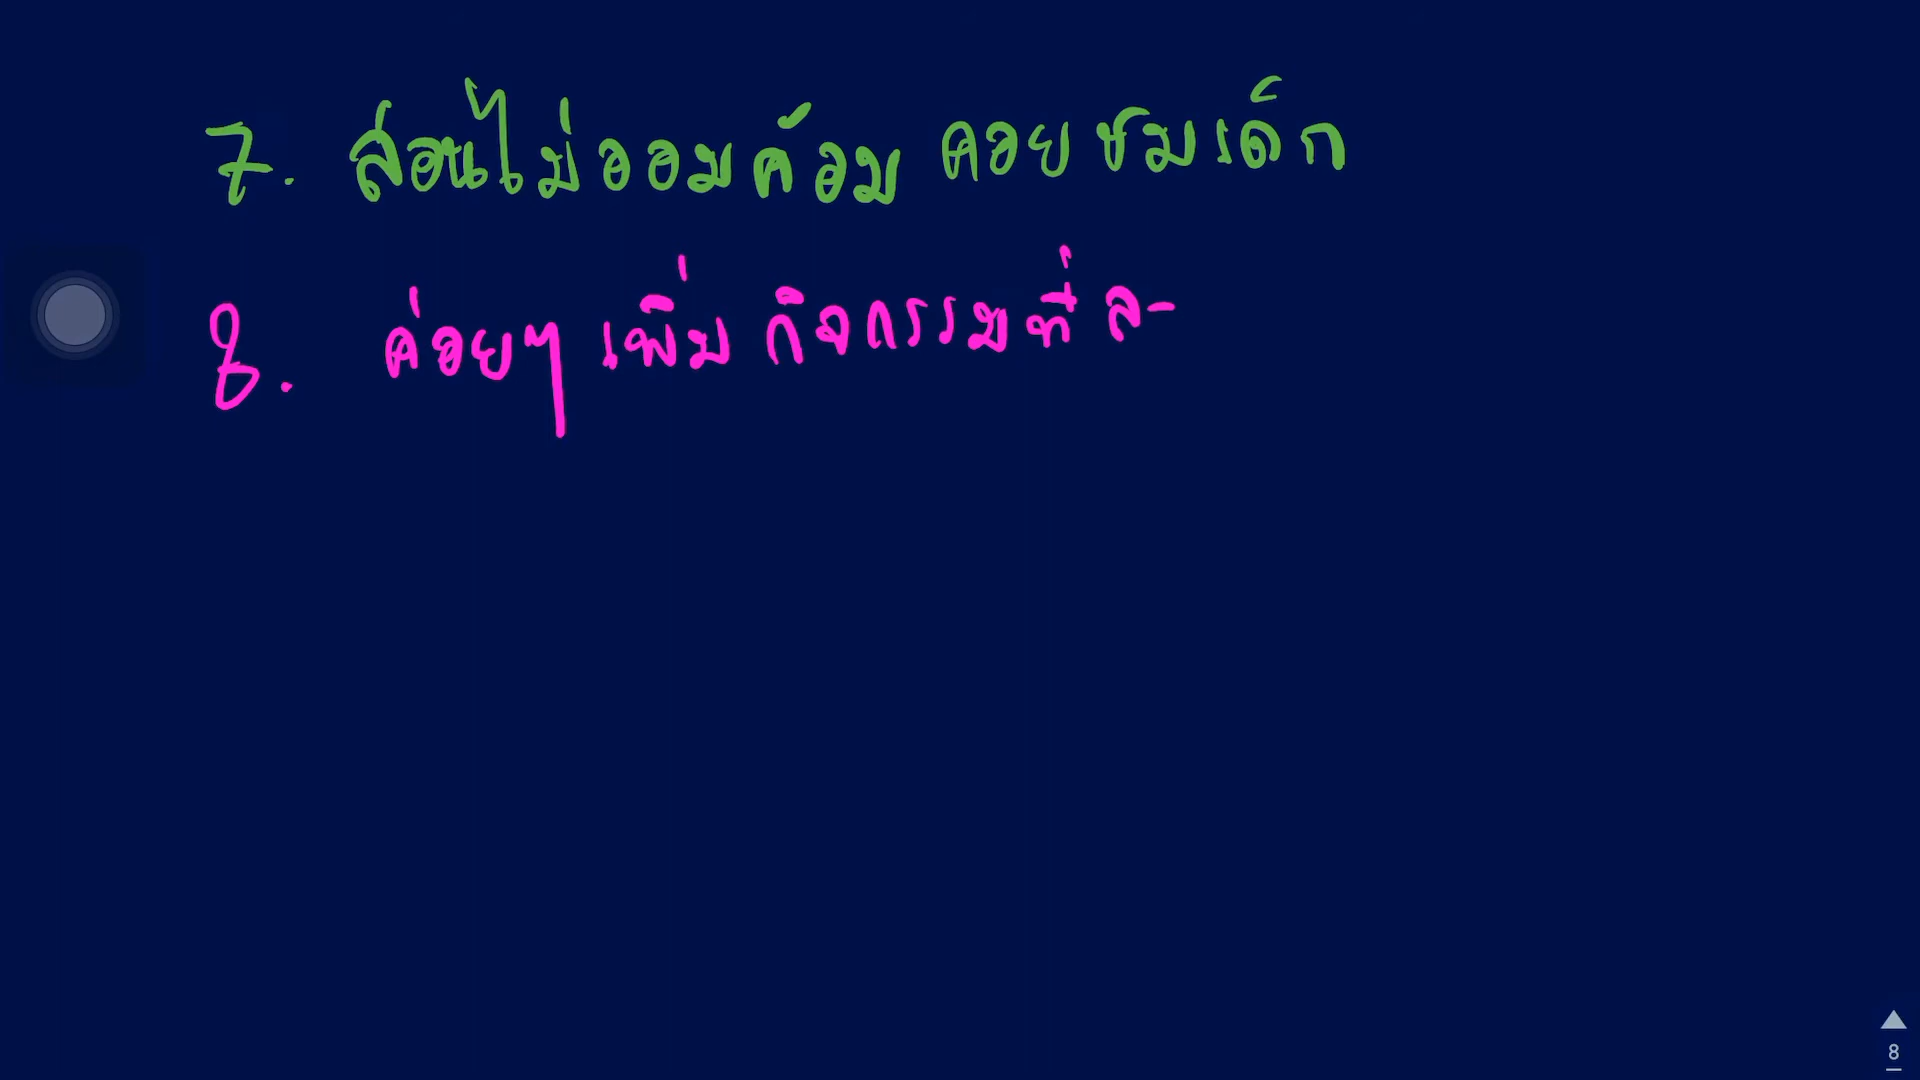 7. สอนไม่ออมค้อม คอยชมเด็ก
8. ค่อยๆ เพิ่มกิจกรรมที่ ล-
8